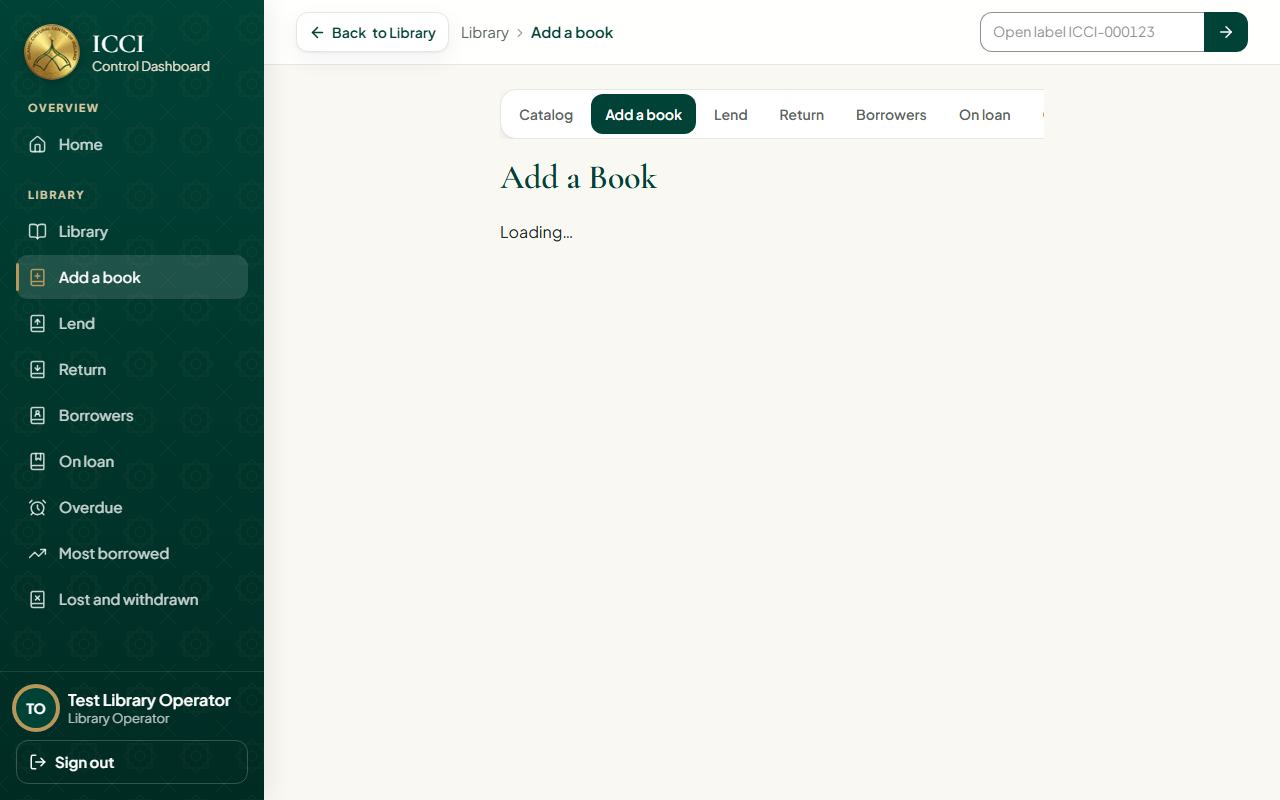 ICCI
Control Dashboard
OVERVIEW
Home
LIBRARY
Library
Add a book
Lend
Return
Borrowers
On loan
Overdue
Most borrowed
Lost and withdrawn
TO
Test Library Operator
Library Operator
Sign out
Back to Library
Library > Add a book
Open label ICCI-000123
Catalog
Add a book
Lend
Return
Borrowers
On loan
Add a Book
Loading...